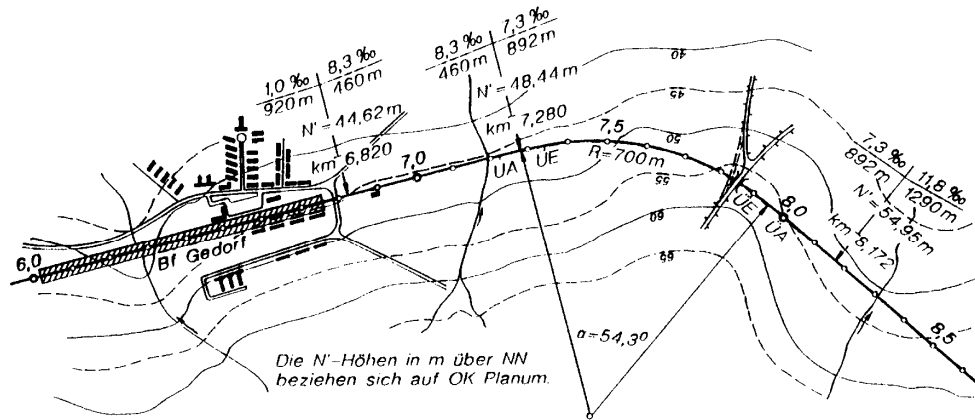 1,0 ‰ | 8,3 ‰
920 m | 460 m
N' = 44,62 m
km 6,820
8,3 ‰ | 7,3 ‰
460 m | 892 m
N' = 48,44 m
km 7,280
7,3 ‰ | 11,8 ‰
892 m | 1290 m
N' = 54,95 m
km 8,172
40
45
50
55
60
65
6,0
Bf Gedorf
7,0
UA
ÜE
7,5
R = 700 m
ÜE
UA
8,0
8,5
α = 54,3°
Die N'-Höhen in m über NN
beziehen sich auf OK Planum.